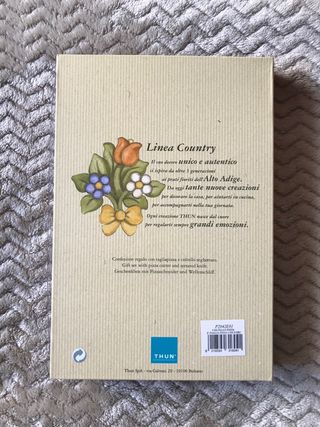 Linea Country
Il suo decoro unico e autentico
si ispira da oltre 3 generazioni
ai prati fioriti dell'Alto Adige.
Da oggi tante nuove creazioni
per decorare la casa, per aiutarti in cucina,
per accompagnarti nella tua giornata.
Ogni creazione THUN nasce dal cuore
per regalarti sempre grandi emozioni.
Confezione regalo con tagliapizza e coltello seghettato.
Gift set with pizza cutter and serrated knife.
Geschenkbox mit Pizzaschneider und Wellenschliff.
THUN
Thun SpA - via Galvani, 29 - 39100 Bolzano